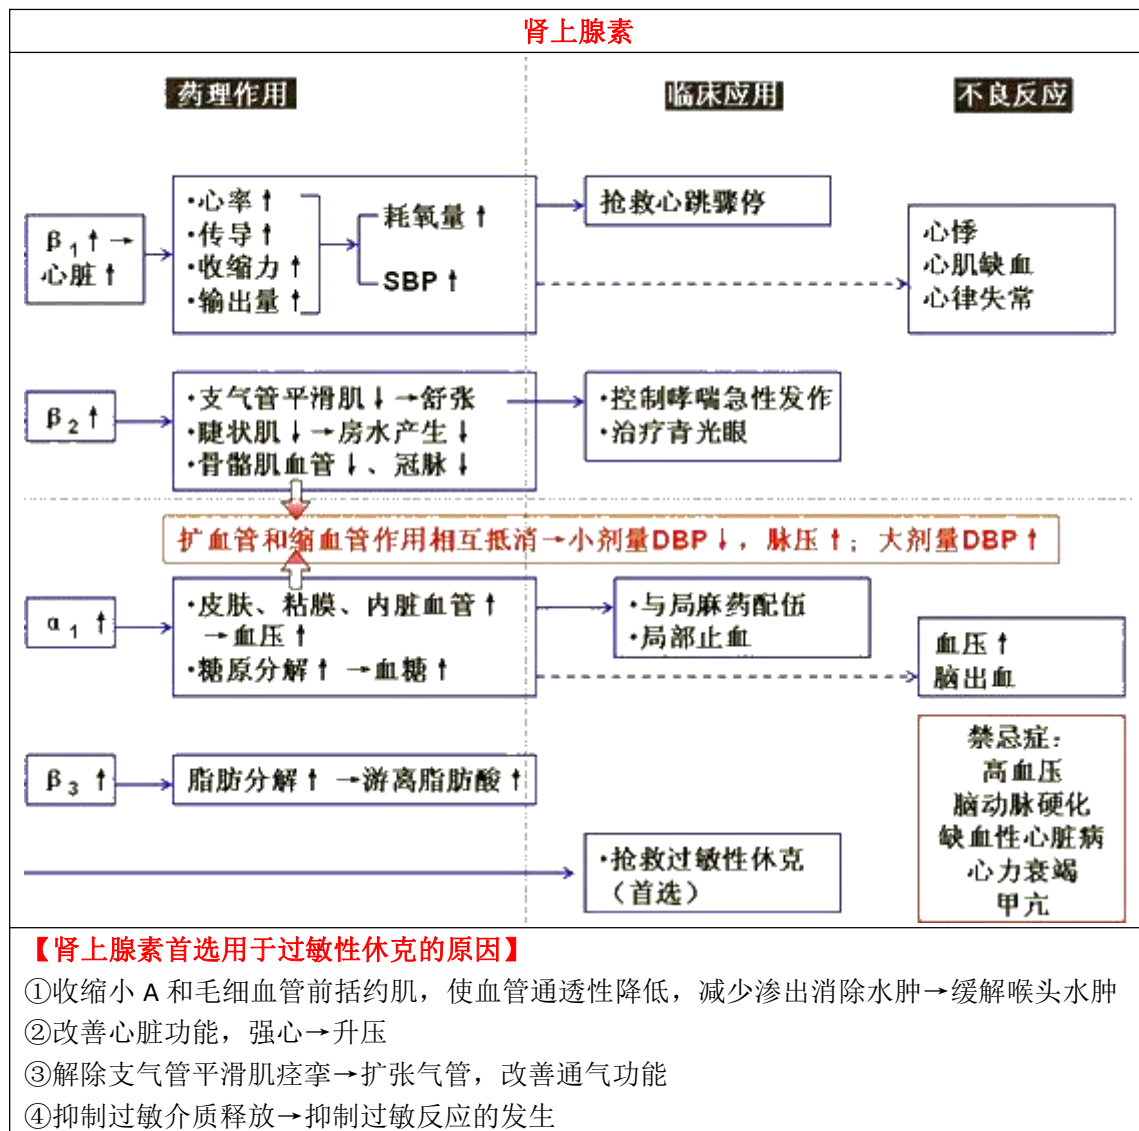 肾上腺素
药理作用
临床应用
不良反应
β1↑→
心脏↑
·心率↑
·传导↑
·收缩力↑
·输出量↑
耗氧量↑
SBP↑
抢救心跳骤停
心悸
心肌缺血
心律失常
β2↑
·支气管平滑肌↓→舒张
·睫状肌↓→房水产生↓
·骨骼肌血管↓、冠脉↓
·控制哮喘急性发作
·治疗青光眼
扩血管和缩血管作用相互抵消→小剂量DBP↓，脉压↑；大剂量DBP↑
α1↑
·皮肤、粘膜、内脏血管↑
→血压↑
·糖原分解↑→血糖↑
·与局麻药配伍
·局部止血
血压↑
脑出血
β3↑
脂肪分解↑→游离脂肪酸↑
·抢救过敏性休克
（首选）
禁忌症：
高血压
脑动脉硬化
缺血性心脏病
心力衰竭
甲亢
【肾上腺素首选用于过敏性休克的原因】
①收缩小 A 和毛细血管前括约肌，使血管通透性降低，减少渗出消除水肿→缓解喉头水肿
②改善心脏功能，强心→升压
③解除支气管平滑肌痉挛→扩张气管，改善通气功能
④抑制过敏介质释放→抑制过敏反应的发生